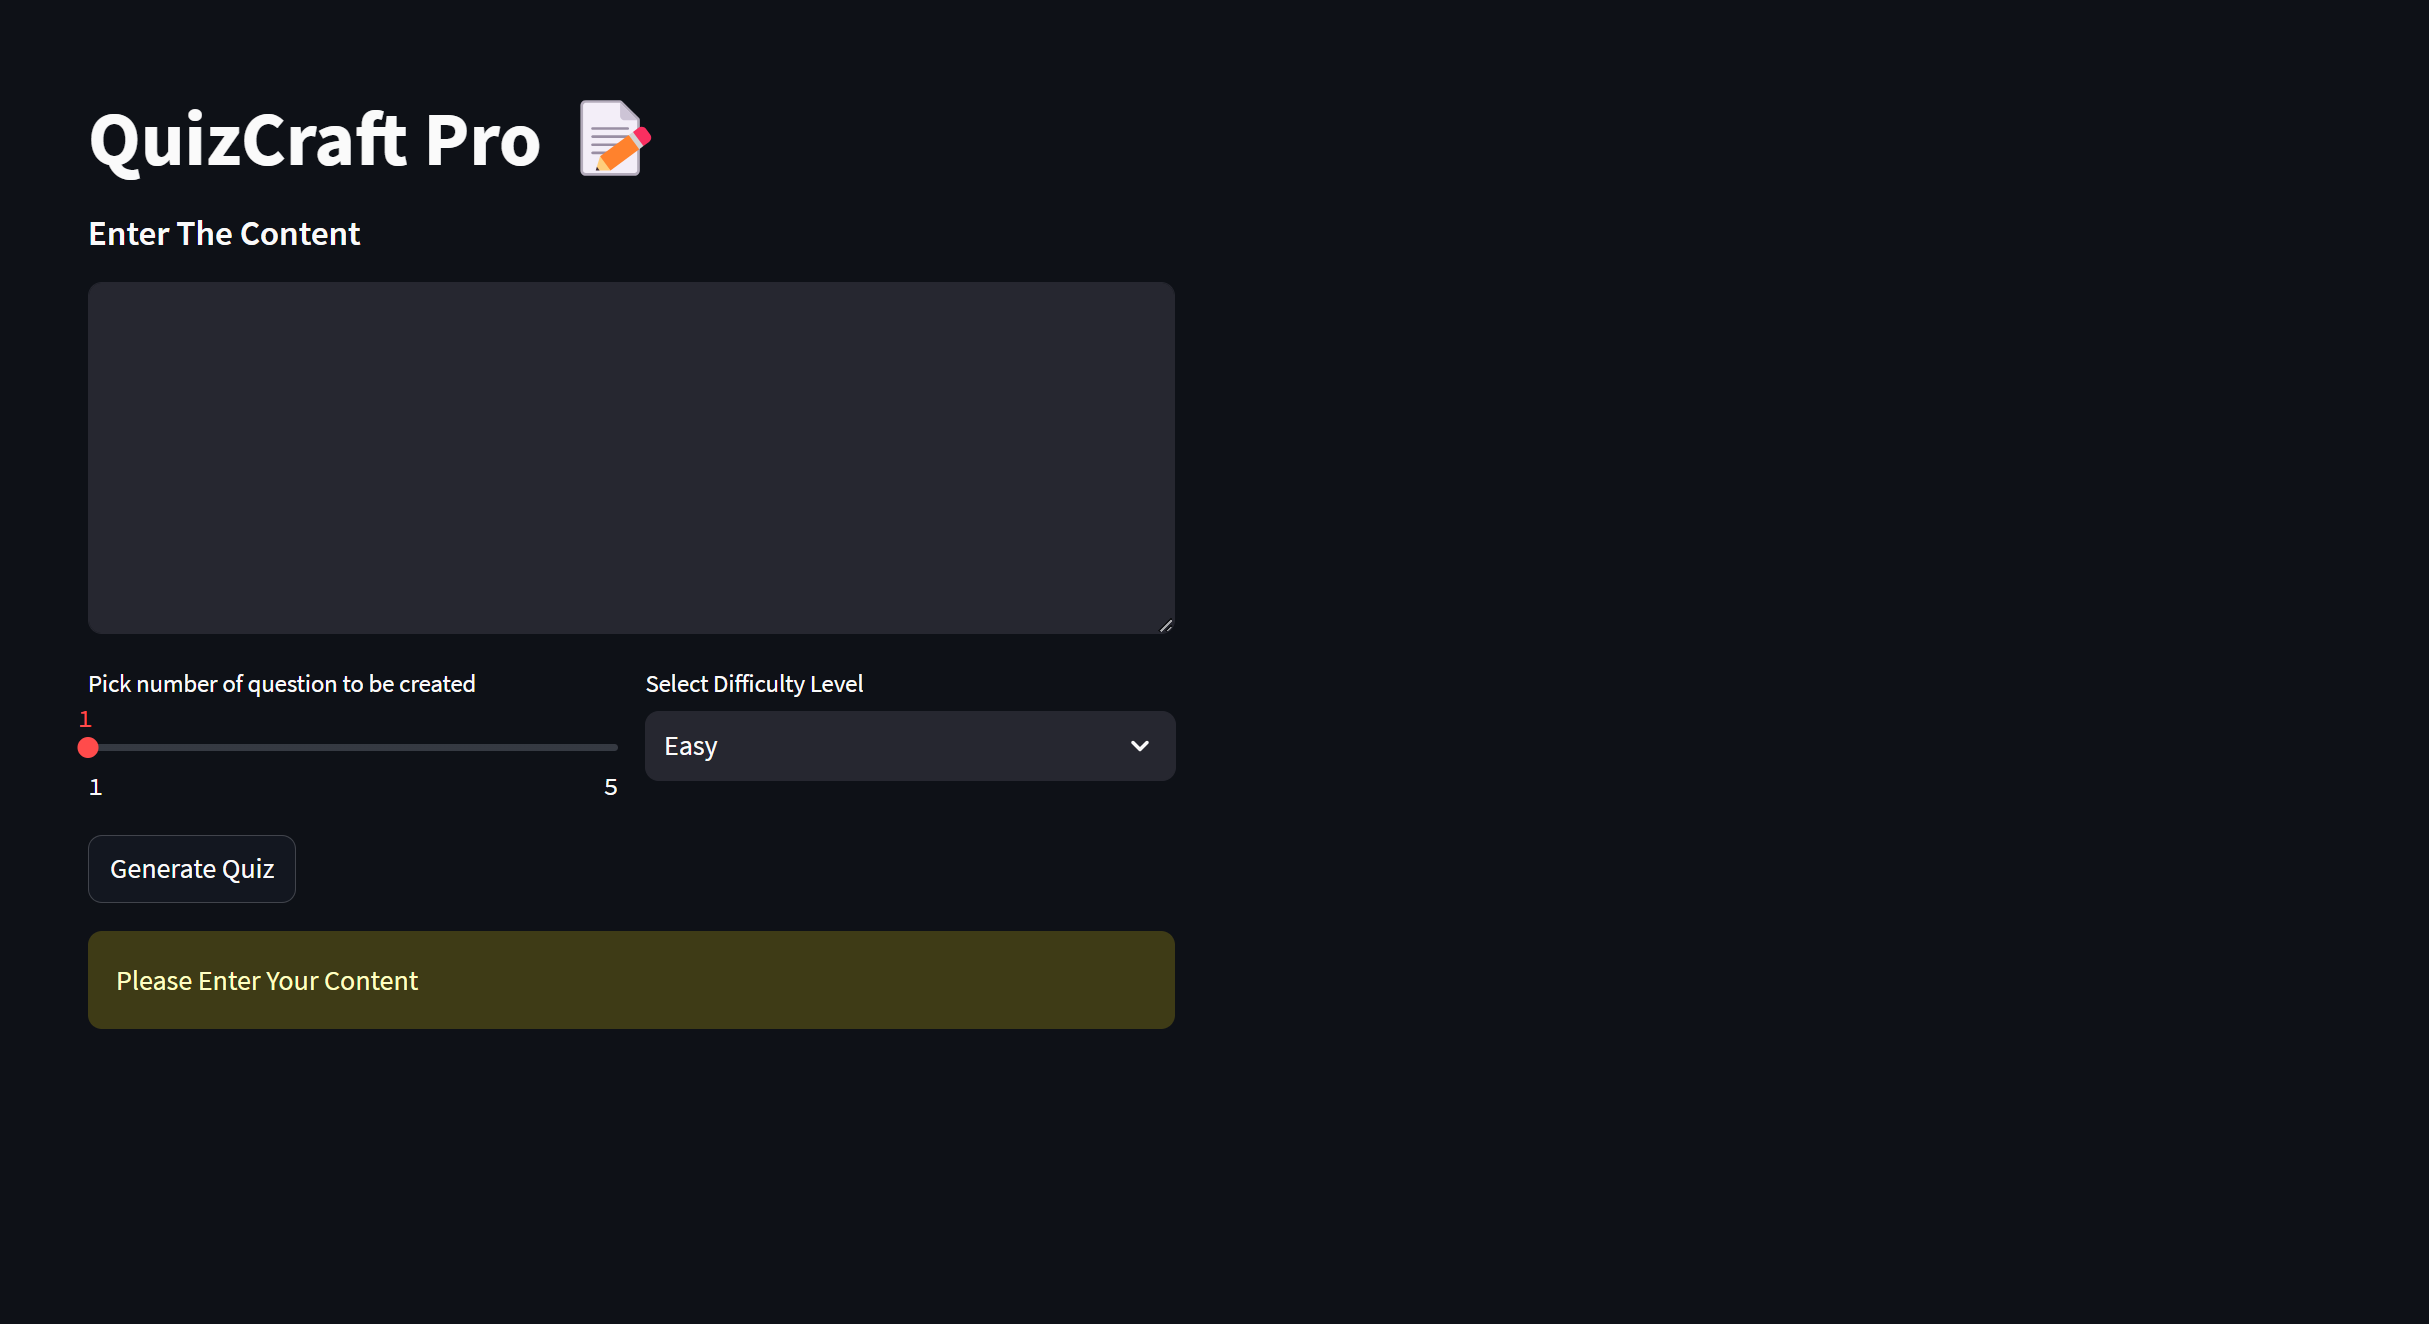 QuizCraft Pro
Enter The Content
Pick number of question to be created
1
1
5
Select Difficulty Level
Easy
Generate Quiz
Please Enter Your Content